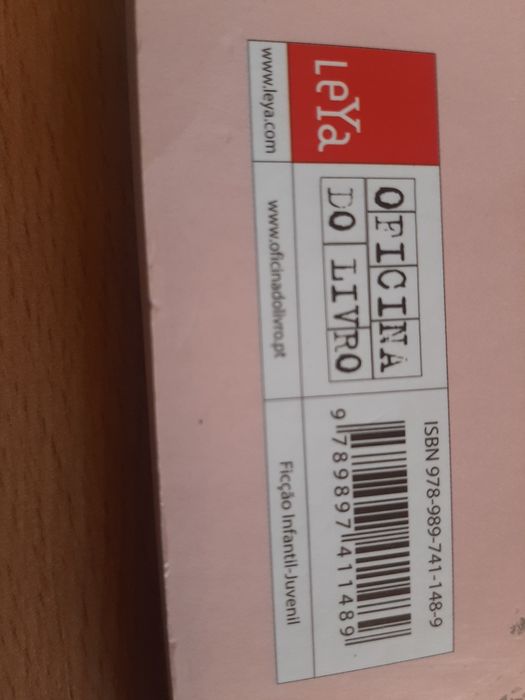 LeYa
www.leya.com
OFICINA
DO LIVRO
www.oficinadolivro.pt
ISBN 978-989-741-148-9
9 789897 411489
Ficção Infantil-Juvenil